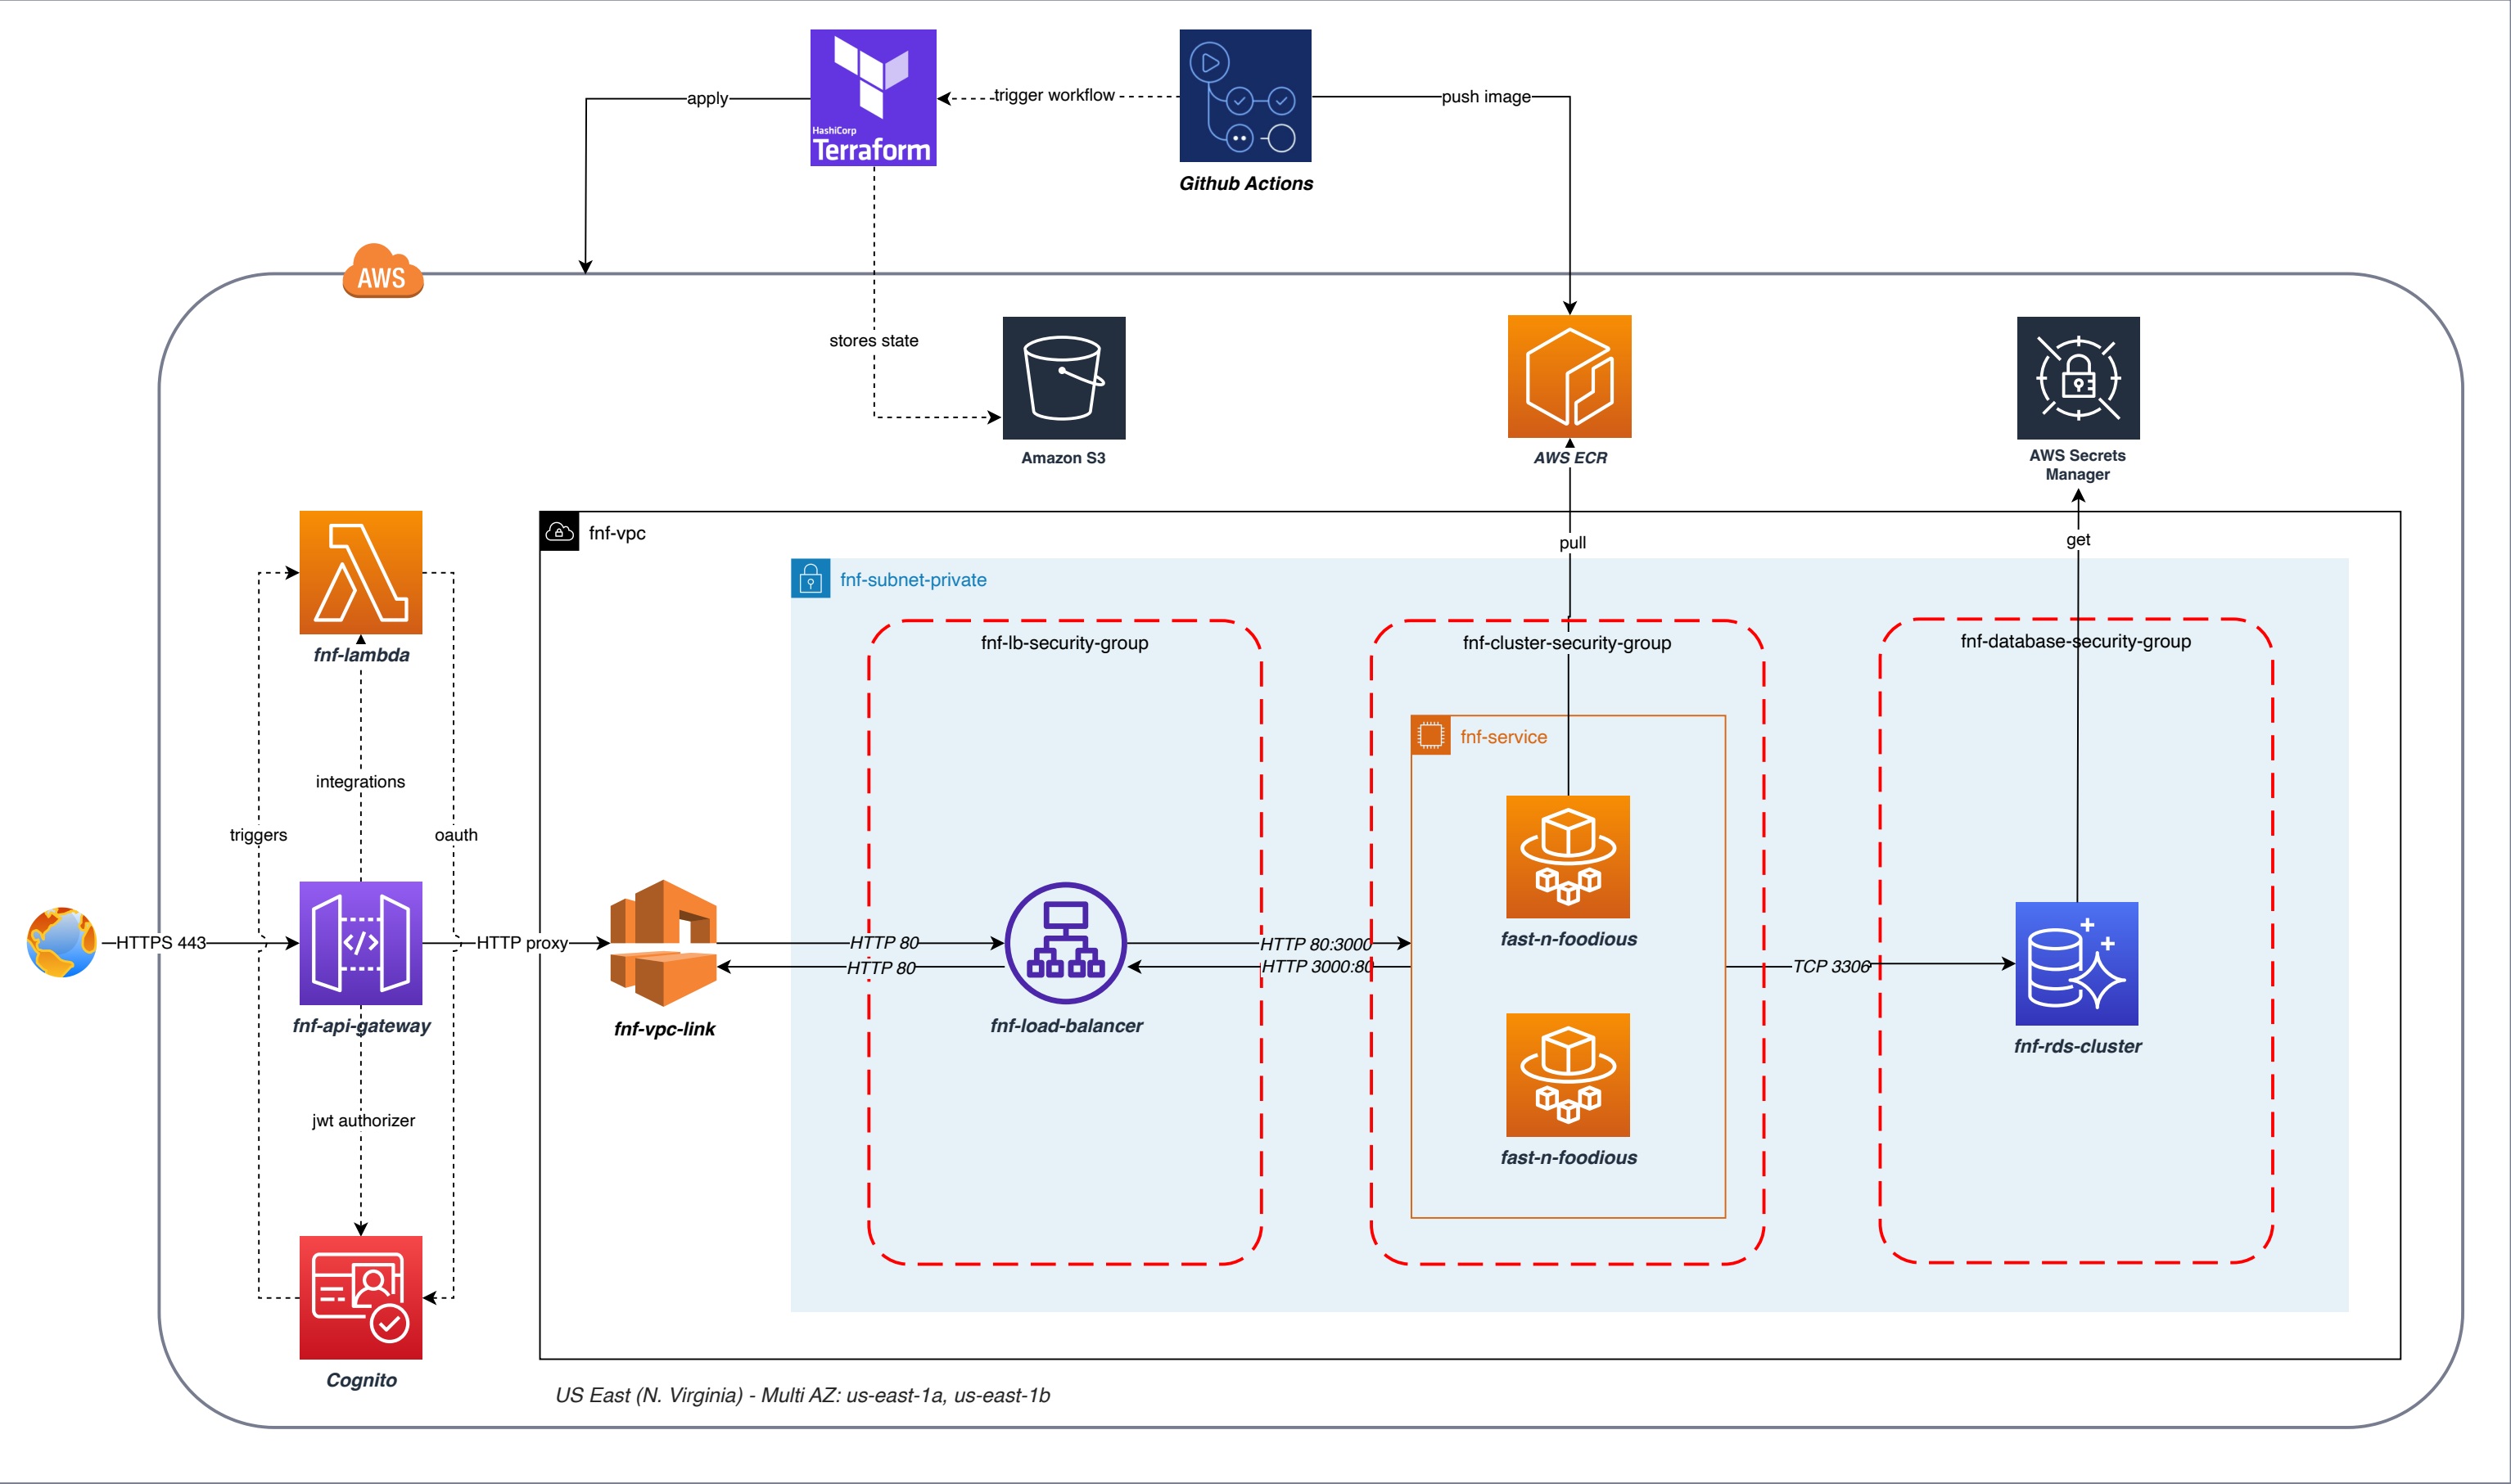 apply
HashiCorp
Terraform
trigger workflow
Github Actions
push image
AWS
stores state
Amazon S3
AWS ECR
AWS Secrets
Manager
fnf-vpc
pull
get
fnf-subnet-private
fnf-lambda
fnf-lb-security-group
fnf-cluster-security-group
fnf-database-security-group
fnf-service
integrations
triggers
oauth
HTTPS 443
</>
HTTP proxy
HTTP 80
HTTP 80
HTTP 80:3000
HTTP 3000:80
TCP 3306
fast-n-foodious
fnf-api-gateway
fnf-vpc-link
fnf-load-balancer
fnf-rds-cluster
jwt authorizer
fast-n-foodious
Cognito
US East (N. Virginia) - Multi AZ: us-east-1a, us-east-1b